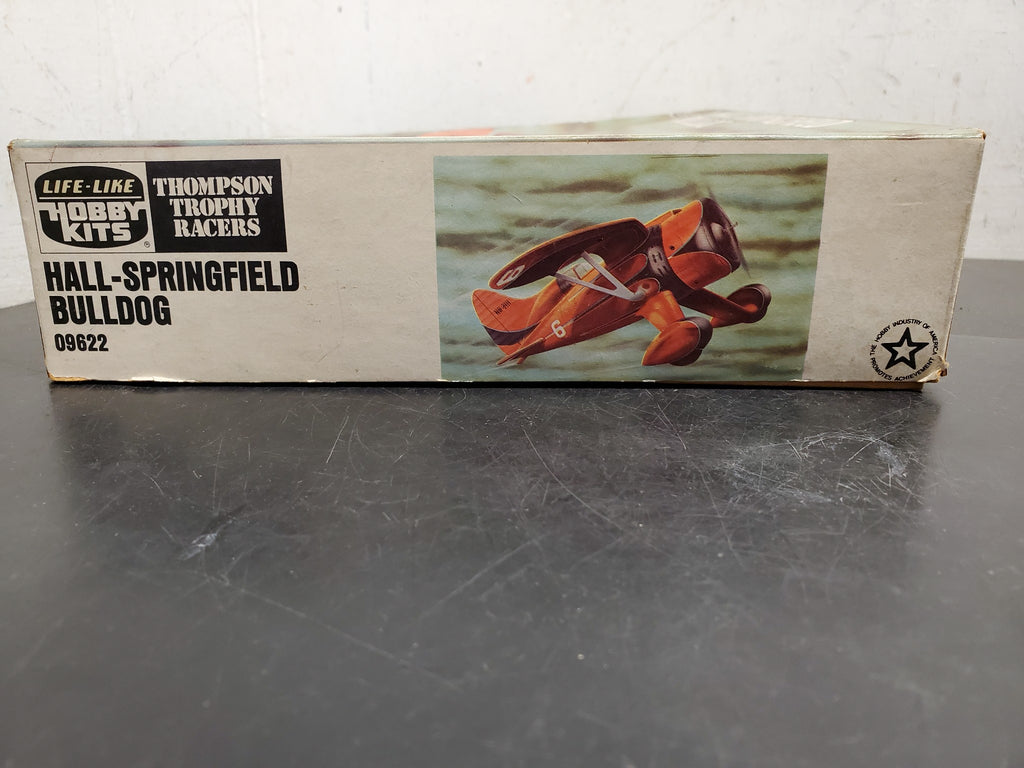 LIFE-LIKE
HOBBY
KITS
®
THOMPSON
TROPHY
RACERS
HALL-SPRINGFIELD
BULLDOG
09622
6
6
THE HOBBY INDUSTRY OF AMERICA
PROMOTES ACHIEVEMENT